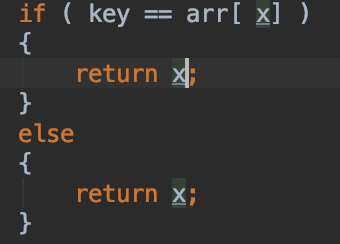 if ( key == arr[ x] )
{
return x;
}
else
{
return x;
}